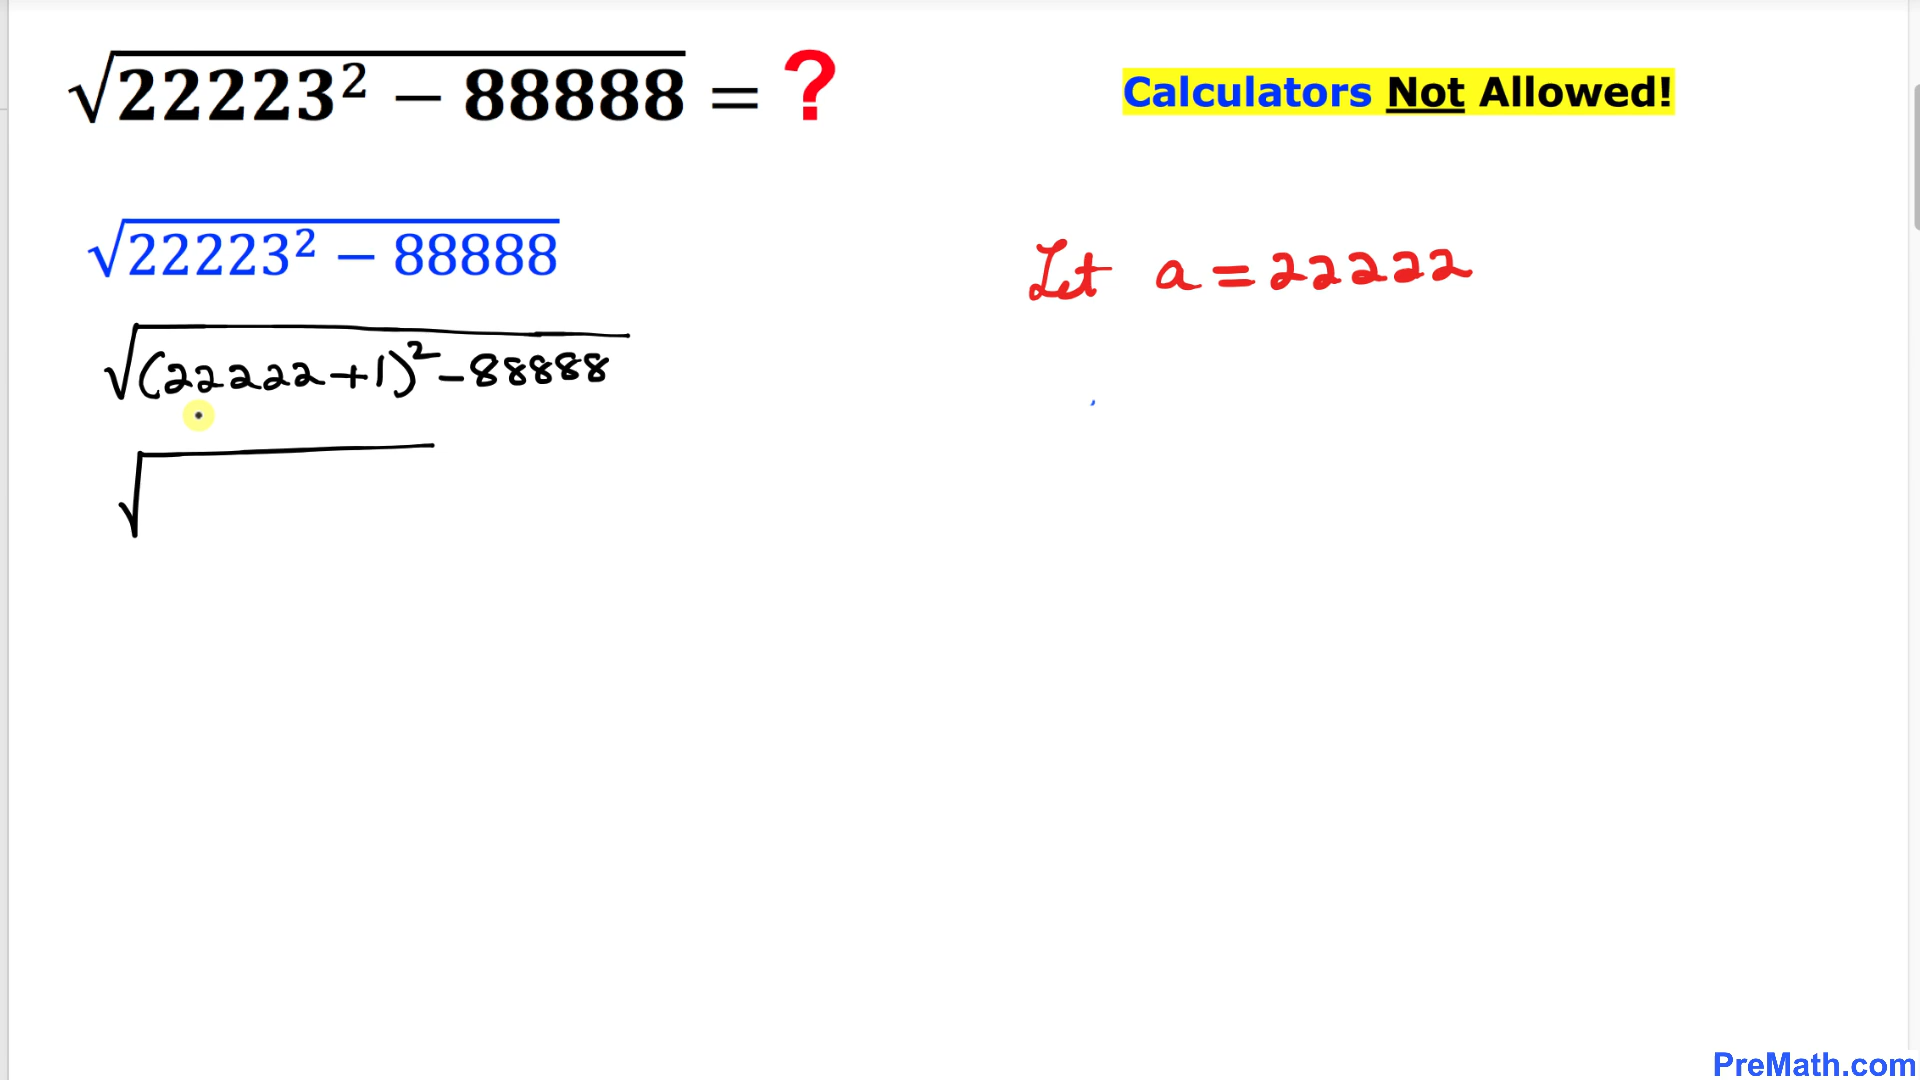 √22223² − 88888 = ?
Calculators Not Allowed!
√22223² − 88888
Let a = 22222
√(22222+1)² − 88888
√
PreMath.com